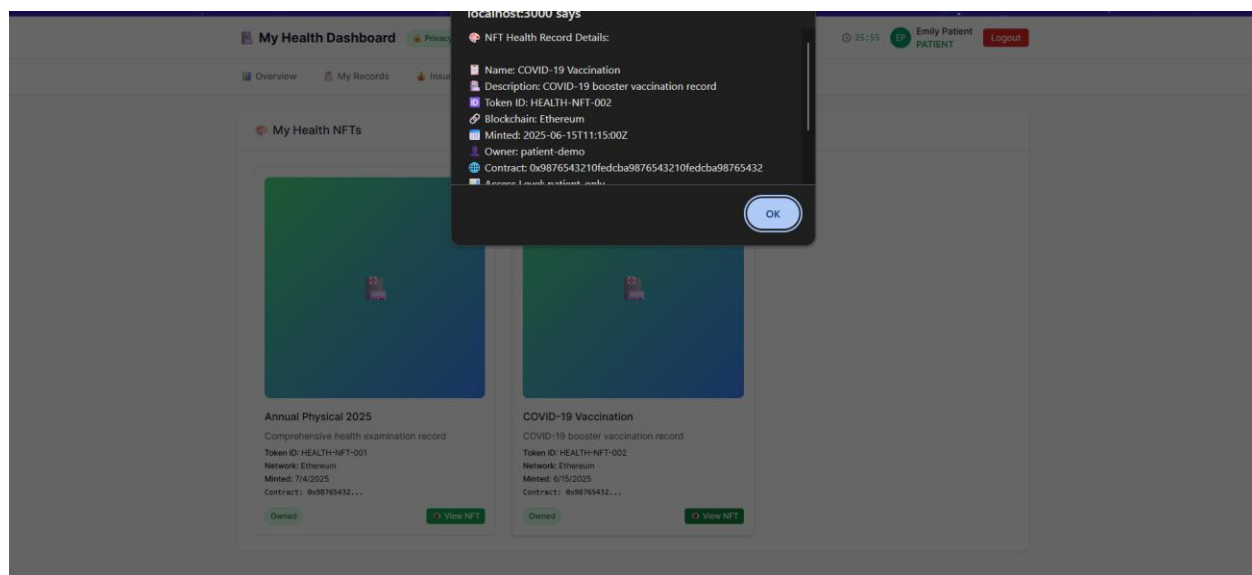 localhost:3000 says
NFT Health Record Details:
Name: COVID-19 Vaccination
Description: COVID-19 booster vaccination record
Token ID: HEALTH-NFT-002
Blockchain: Ethereum
Minted: 2025-06-15T11:15:00Z
Owner: patient-demo
Contract: 0x9876543210fedcba9876543210fedcba98765432
Access Level: patient-only
OK
My Health Dashboard
Privacy
25:55
EP
Emily Patient
PATIENT
Logout
Overview
My Records
My Health NFTs
Annual Physical 2025
Comprehensive health examination record
Token ID: HEALTH-NFT-001
Network: Ethereum
Minted: 7/4/2025
Contract: 0x98765432...
Owned
View NFT
COVID-19 Vaccination
COVID-19 booster vaccination record
Token ID: HEALTH-NFT-002
Network: Ethereum
Minted: 6/15/2025
Contract: 0x98765432...
Owned
View NFT